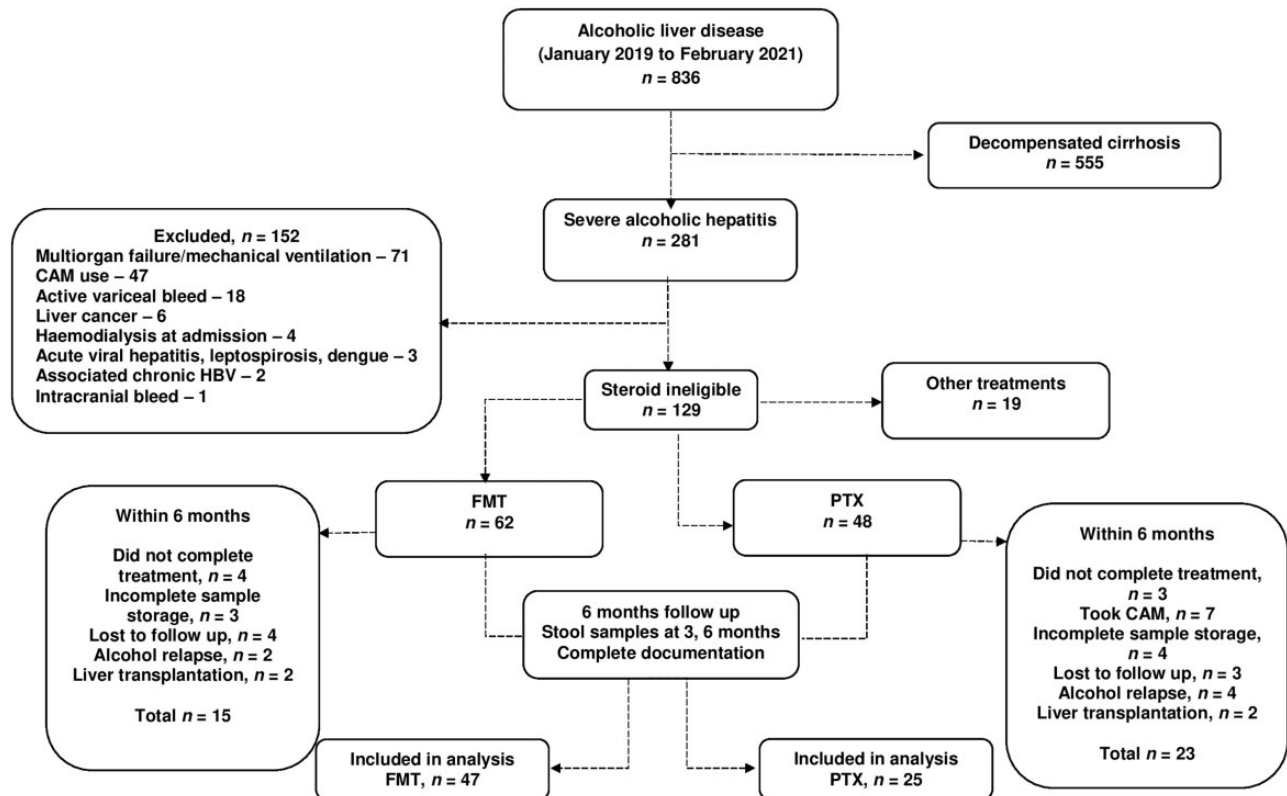 Alcoholic liver disease
(January 2019 to February 2021)
n = 836
Decompensated cirrhosis
n = 555
Severe alcoholic hepatitis
n = 281
Excluded, n = 152
Multiorgan failure/mechanical ventilation – 71
CAM use – 47
Active variceal bleed – 18
Liver cancer – 6
Haemodialysis at admission – 4
Acute viral hepatitis, leptospirosis, dengue – 3
Associated chronic HBV – 2
Intracranial bleed – 1
Steroid ineligible
n = 129
Other treatments
n = 19
FMT
n = 62
PTX
n = 48
Within 6 months
Did not complete
treatment, n = 4
Incomplete sample
storage, n = 3
Lost to follow up, n = 4
Alcohol relapse, n = 2
Liver transplantation, n = 2
Total n = 15
6 months follow up
Stool samples at 3, 6 months
Complete documentation
Within 6 months
Did not complete treatment,
n = 3
Took CAM, n = 7
Incomplete sample storage,
n = 4
Lost to follow up, n = 3
Alcohol relapse, n = 4
Liver transplantation, n = 2
Total n = 23
Included in analysis
FMT, n = 47
Included in analysis
PTX, n = 25